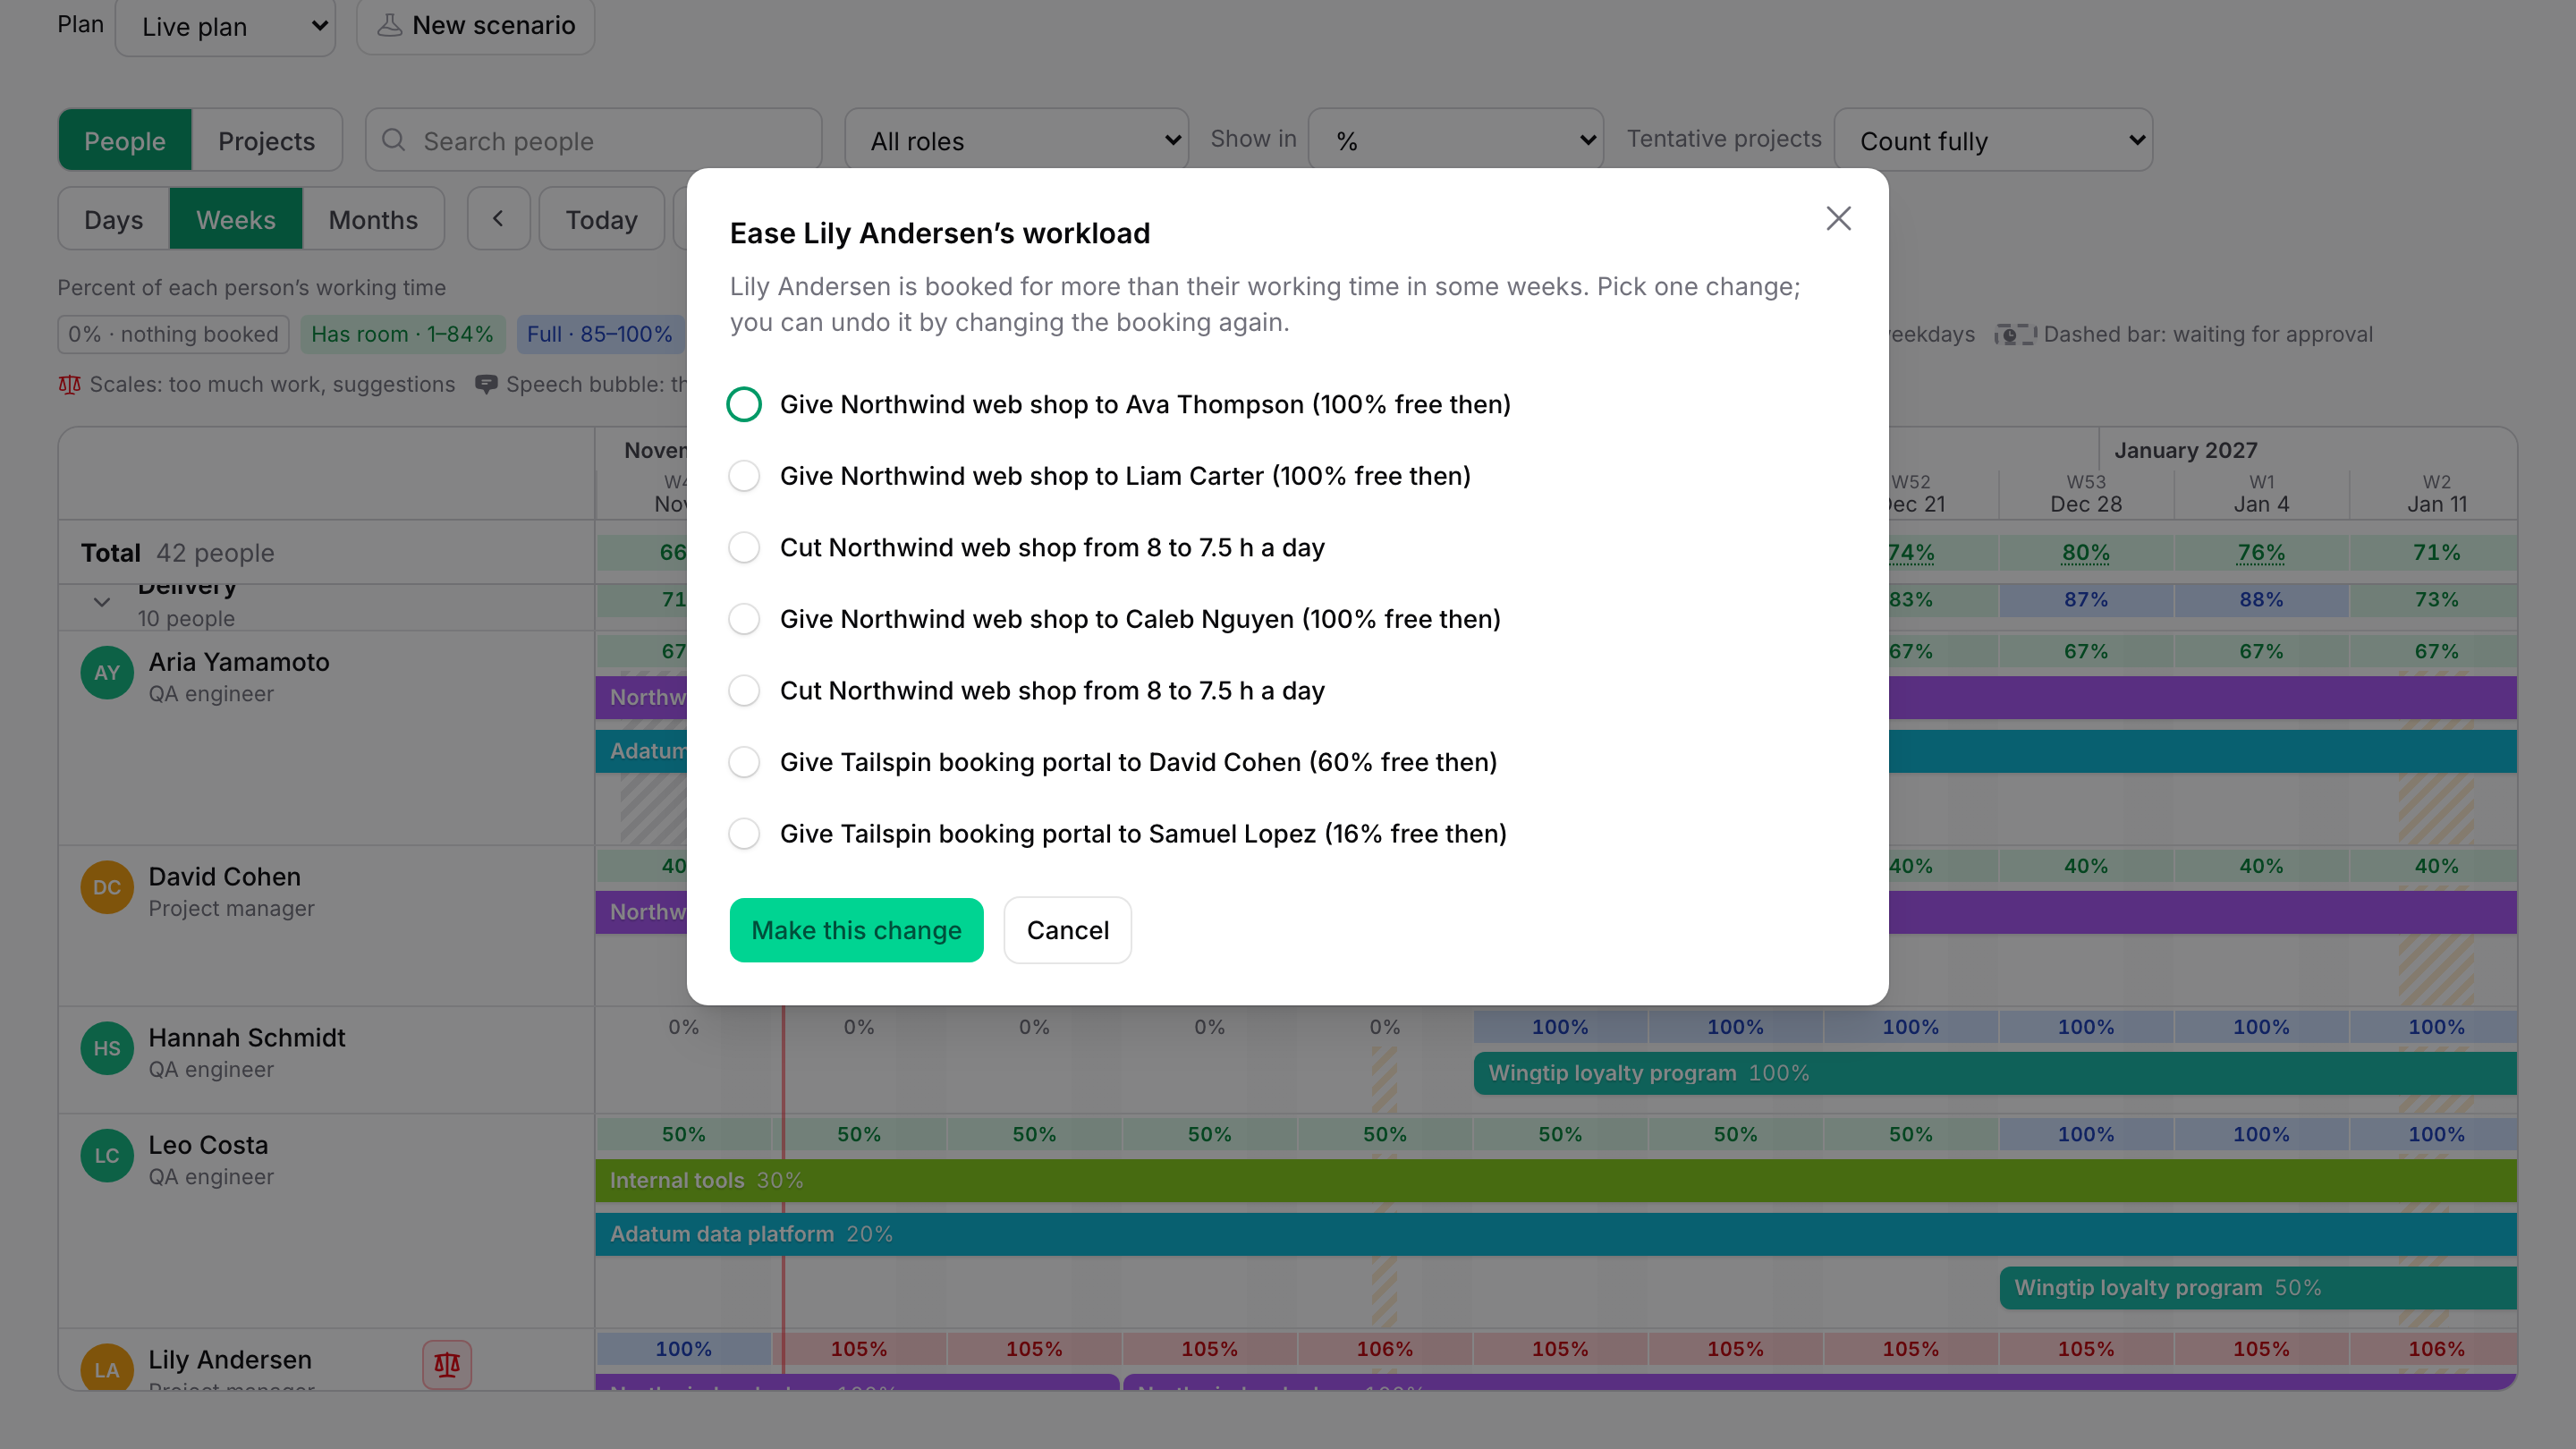 Plan Live plan New scenario
People Projects Search people All roles Show in % Tentative projects Count fully
Days Weeks Months Today
Percent of each person’s working time
0% · nothing booked Has room · 1–84% Full · 85–100% Dashed bar: waiting for approval
Scales: too much work, suggestions Speech bubble:
Ease Lily Andersen’s workload
Lily Andersen is booked for more than their working time in some weeks. Pick one change;
you can undo it by changing the booking again.
Give Northwind web shop to Ava Thompson (100% free then)
Give Northwind web shop to Liam Carter (100% free then)
Cut Northwind web shop from 8 to 7.5 h a day
Give Northwind web shop to Caleb Nguyen (100% free then)
Cut Northwind web shop from 8 to 7.5 h a day
Give Tailspin booking portal to David Cohen (60% free then)
Give Tailspin booking portal to Samuel Lopez (16% free then)
Make this change Cancel
January 2027
W52 W53 W1 W2
Dec 21 Dec 28 Jan 4 Jan 11
Total 42 people 66 74% 80% 76% 71%
Delivery
10 people 71 83% 87% 88% 73%
AY Aria Yamamoto 67 67% 67% 67% 67%
QA engineer
DC David Cohen 40 40% 40% 40% 40%
Project manager
HS Hannah Schmidt 0% 0% 0% 0% 0% 100% 100% 100% 100% 100% 100%
QA engineer
Wingtip loyalty program 100%
LC Leo Costa 50% 50% 50% 50% 50% 50% 50% 50% 100% 100% 100%
QA engineer
Internal tools 30%
Adatum data platform 20%
Wingtip loyalty program 50%
LA Lily Andersen 100% 105% 105% 105% 106% 105% 105% 105% 105% 105% 106%